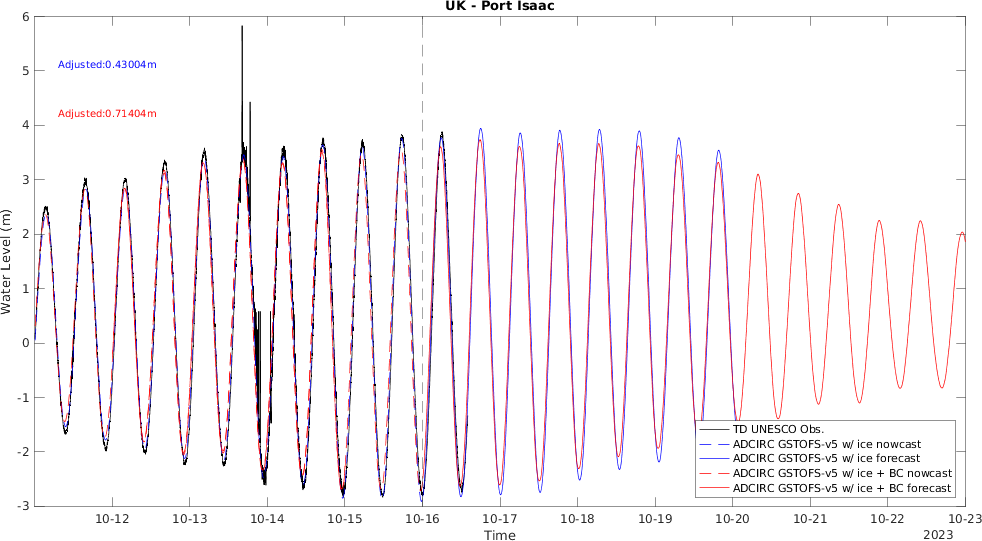 UK - Port Isaac
6
5
4
3
2
1
0
-1
-2
-3
Water Level (m)
Adjusted:0.43004m
Adjusted:0.71404m
TD UNESCO Obs.
ADCIRC GSTOFS-v5 w/ ice nowcast
ADCIRC GSTOFS-v5 w/ ice forecast
ADCIRC GSTOFS-v5 w/ ice + BC nowcast
ADCIRC GSTOFS-v5 w/ ice + BC forecast
10-12 10-13 10-14 10-15 10-16 10-17 10-18 10-19 10-20 10-21 10-22 10-23
Time
2023